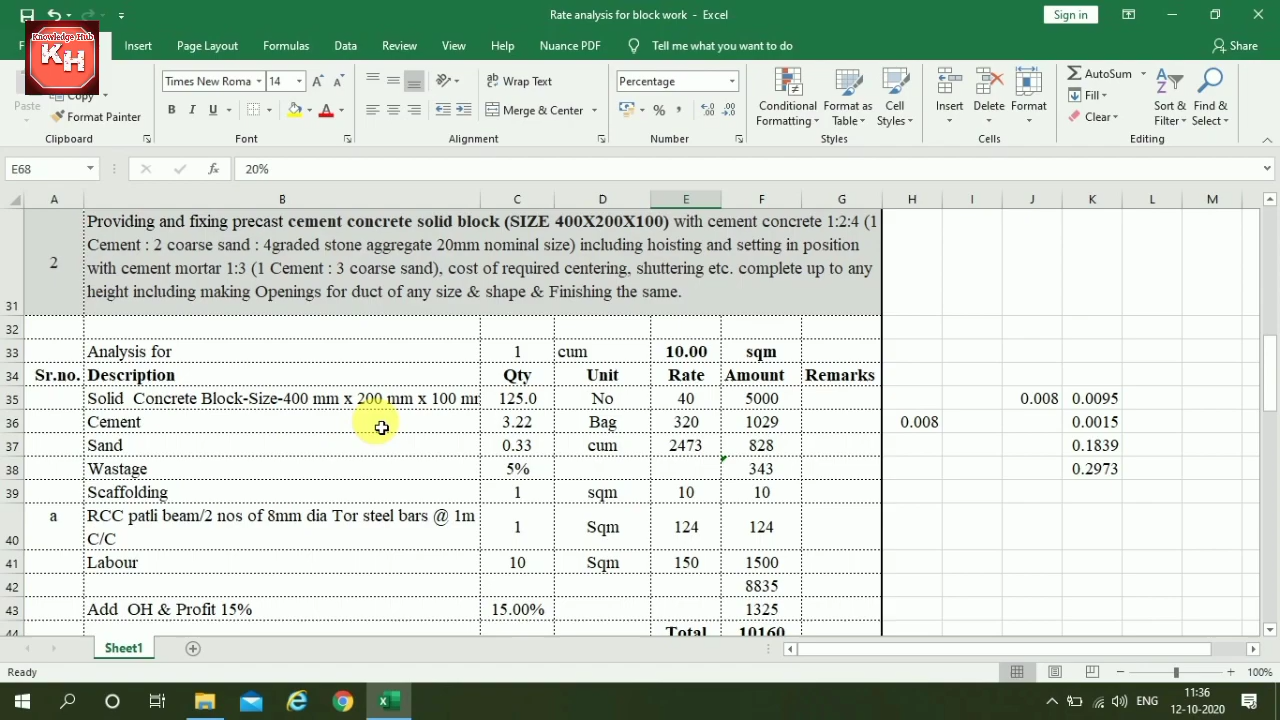 Rate analysis for block work - Excel
Sign in
Knowledge Hub
KH
F
Insert
Page Layout
Formulas
Data
Review
View
Help
Nuance PDF
Tell me what you want to do
Share
Paste
Copy
Format Painter
Clipboard
Times New Roma
14
B I U
A A
Font
Wrap Text
Merge & Center
Alignment
Percentage
%
Number
Conditional Formatting
Format as Table
Cell Styles
Styles
Insert
Delete
Format
Cells
AutoSum
Fill
Clear
Sort & Filter
Find & Select
Editing
E68
fx
20%
A B C D E F G H I J K L M
Providing and fixing precast cement concrete solid block (SIZE 400X200X100) with cement concrete 1:2:4 (1
Cement : 2 coarse sand : 4graded stone aggregate 20mm nominal size) including hoisting and setting in position
2
with cement mortar 1:3 (1 Cement : 3 coarse sand), cost of required centering, shuttering etc. complete up to any
31 height including making Openings for duct of any size & shape & Finishing the same.
32
33 Analysis for 1 cum 10.00 sqm
34 Sr.no. Description Qty Unit Rate Amount Remarks
35 Solid Concrete Block-Size-400 mm x 200 mm x 100 mr 125.0 No 40 5000 0.008 0.0095
36 Cement 3.22 Bag 320 1029 0.008 0.0015
37 Sand 0.33 cum 2473 828 0.1839
38 Wastage 5% 343 0.2973
39 Scaffolding 1 sqm 10 10
a RCC patli beam/2 nos of 8mm dia Tor steel bars @ 1m
40 C/C 1 Sqm 124 124
41 Labour 10 Sqm 150 1500
42 8835
43 Add OH & Profit 15% 15.00% 1325
44 Total 10160
Sheet1
Ready
100%
ENG
11:36
12-10-2020